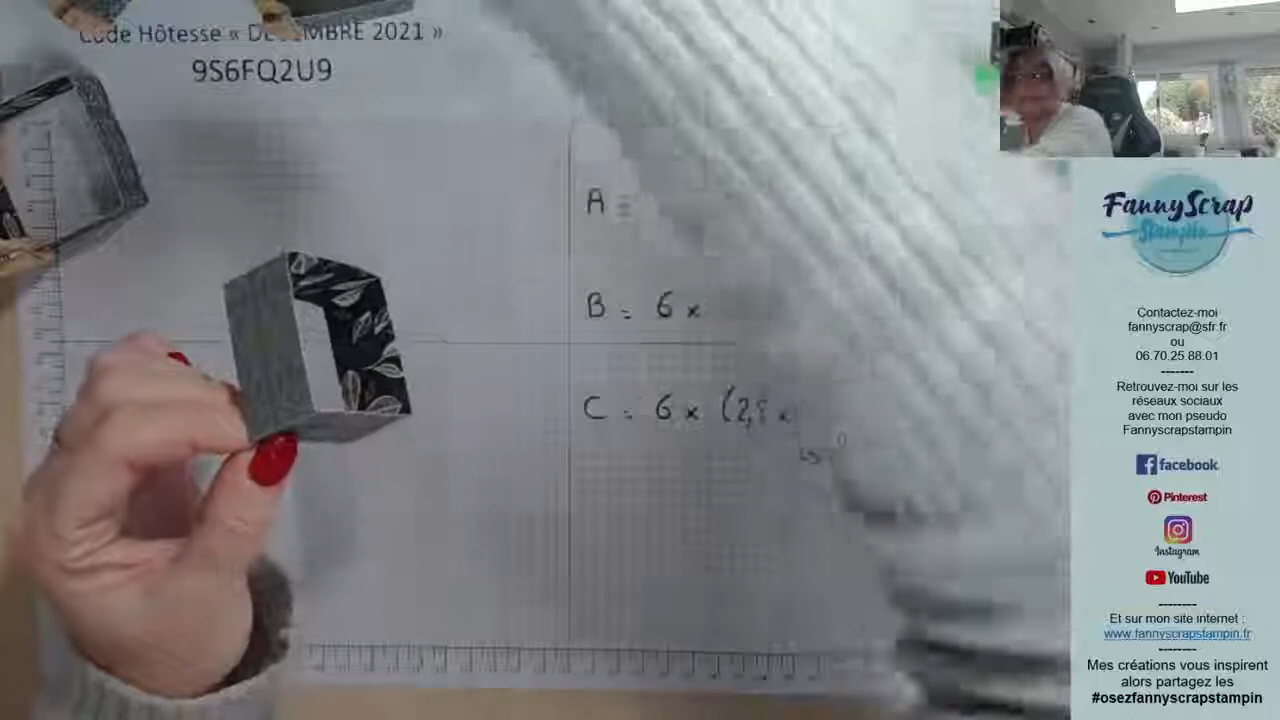 Code Hôtesse « DÉCEMBRE 2021 »
9S6FQ2U9
A =
B = 6 x
C = 6 x (2,8 x
FannyScrap
Stampin
Contactez-moi
fannyscrap@sfr.fr
ou
06.70.25.88.01
-------
Retrouvez-moi sur les
réseaux sociaux
avec mon pseudo
Fannyscrapstampin
-------
facebook
Pinterest
Instagram
YouTube
-------
Et sur mon site internet :
www.fannyscrapstampin.fr
-------
Mes créations vous inspirent
alors partagez les
#osezfannyscrapstampin